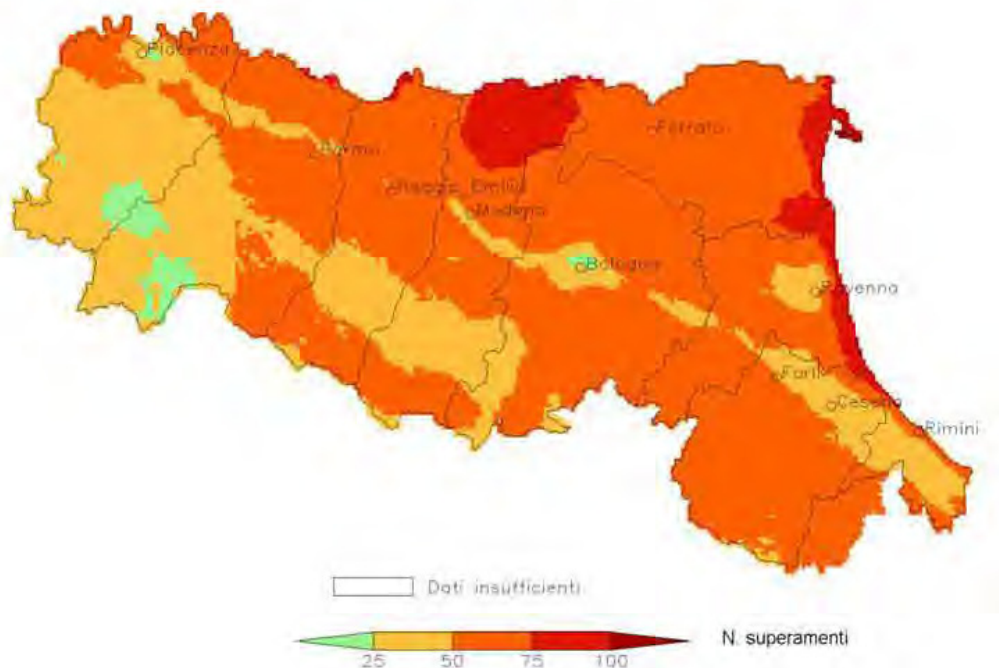 Piacenza
Ferrara
Parma
Reggio Emilia
Modena
Bologna
Ravenna
Forlì
Cesena
Rimini
Dati insufficienti
N. superamenti
25 50 75 100